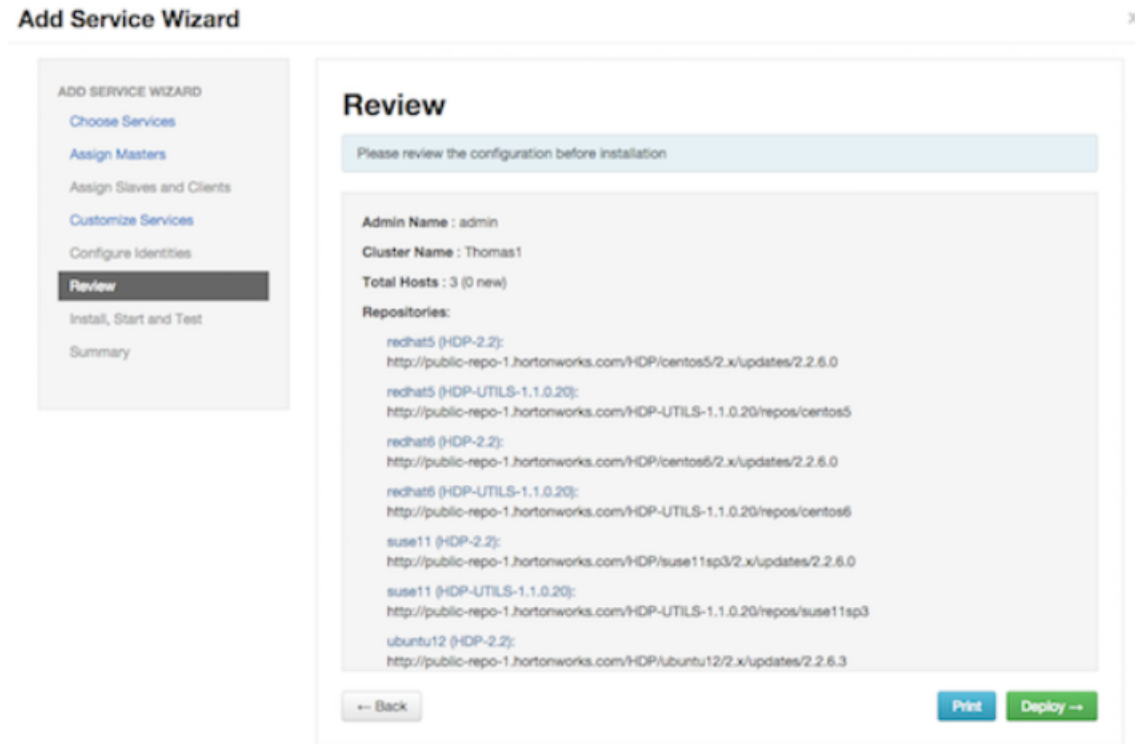 Add Service Wizard
x
ADD SERVICE WIZARD
Choose Services
Assign Masters
Assign Slaves and Clients
Customize Services
Configure Identities
Review
Install, Start and Test
Summary
Review
Please review the configuration before installation
Admin Name : admin
Cluster Name : Thomas1
Total Hosts : 3 (0 new)
Repositories:
redhat5 (HDP-2.2):
http://public-repo-1.hortonworks.com/HDP/centos5/2.x/updates/2.2.6.0
redhat5 (HDP-UTILS-1.1.0.20):
http://public-repo-1.hortonworks.com/HDP-UTILS-1.1.0.20/repos/centos5
redhat6 (HDP-2.2):
http://public-repo-1.hortonworks.com/HDP/centos6/2.x/updates/2.2.6.0
redhat6 (HDP-UTILS-1.1.0.20):
http://public-repo-1.hortonworks.com/HDP-UTILS-1.1.0.20/repos/centos6
suse11 (HDP-2.2):
http://public-repo-1.hortonworks.com/HDP/suse11sp3/2.x/updates/2.2.6.0
suse11 (HDP-UTILS-1.1.0.20):
http://public-repo-1.hortonworks.com/HDP-UTILS-1.1.0.20/repos/suse11sp3
ubuntu12 (HDP-2.2):
http://public-repo-1.hortonworks.com/HDP/ubuntu12/2.x/updates/2.2.6.3
← Back
Print
Deploy →